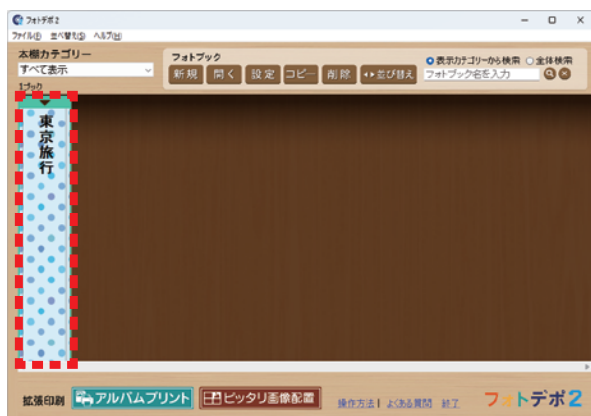 フォトデポ2
ファイル(F) 並べ替え(S) ヘルプ(H)
本棚カテゴリー
すべて表示
1ブック
フォトブック
新規 開く 設定 コピー 削除 並び替え
表示カテゴリーから検索 全体検索
フォトブック名を入力
東京旅行
拡張印刷 アルバムプリント ピッタリ画像配置 操作方法 よくある質問 終了 フォトデポ2